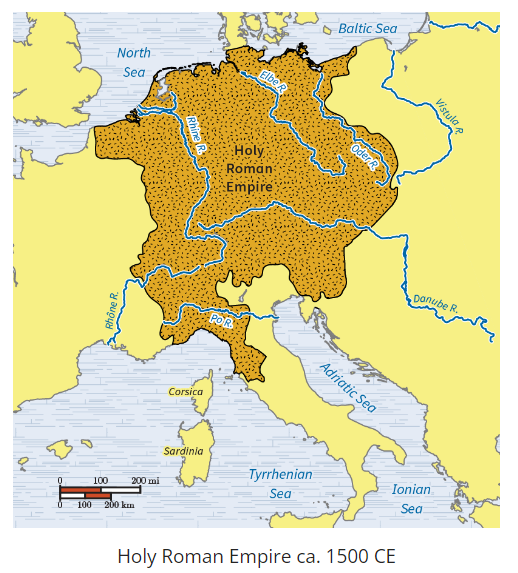 Baltic Sea
North
Sea
Elbe R.
Vistula R.
Rhine R.
Holy
Roman
Empire
Oder R.
Rhône R.
Danube R.
Po R.
Adriatic Sea
Corsica
Sardinia
Tyrrhenian
Sea
Ionian
Sea
0 100 200 mi
0 100 200 km
Holy Roman Empire ca. 1500 CE